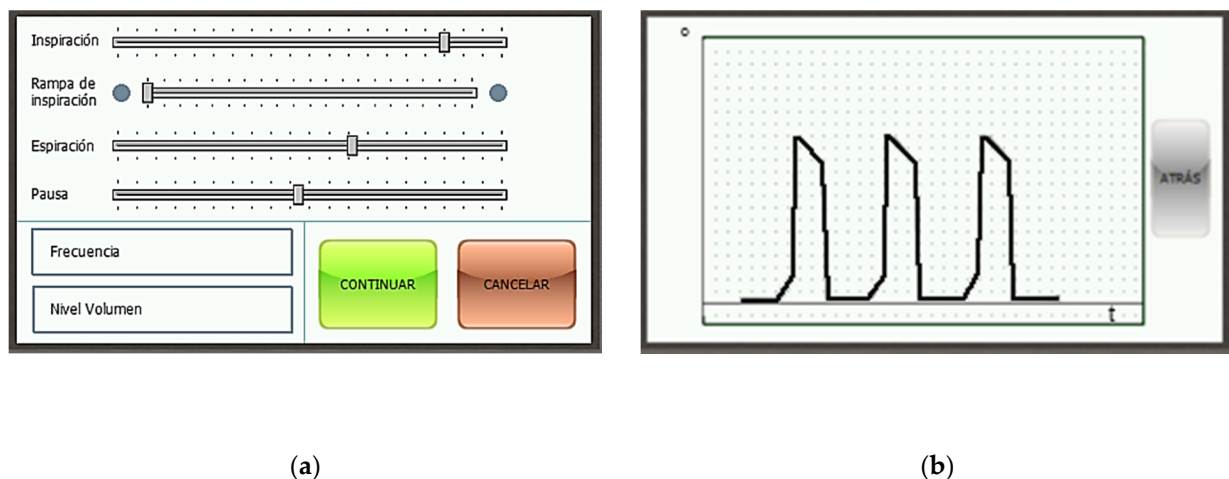 Inspiración
Rampa de
inspiración
Espiración
Pausa
Frecuencia
Nivel Volumen
CONTINUAR
CANCELAR
°
t
ATRÁS
(a)
(b)